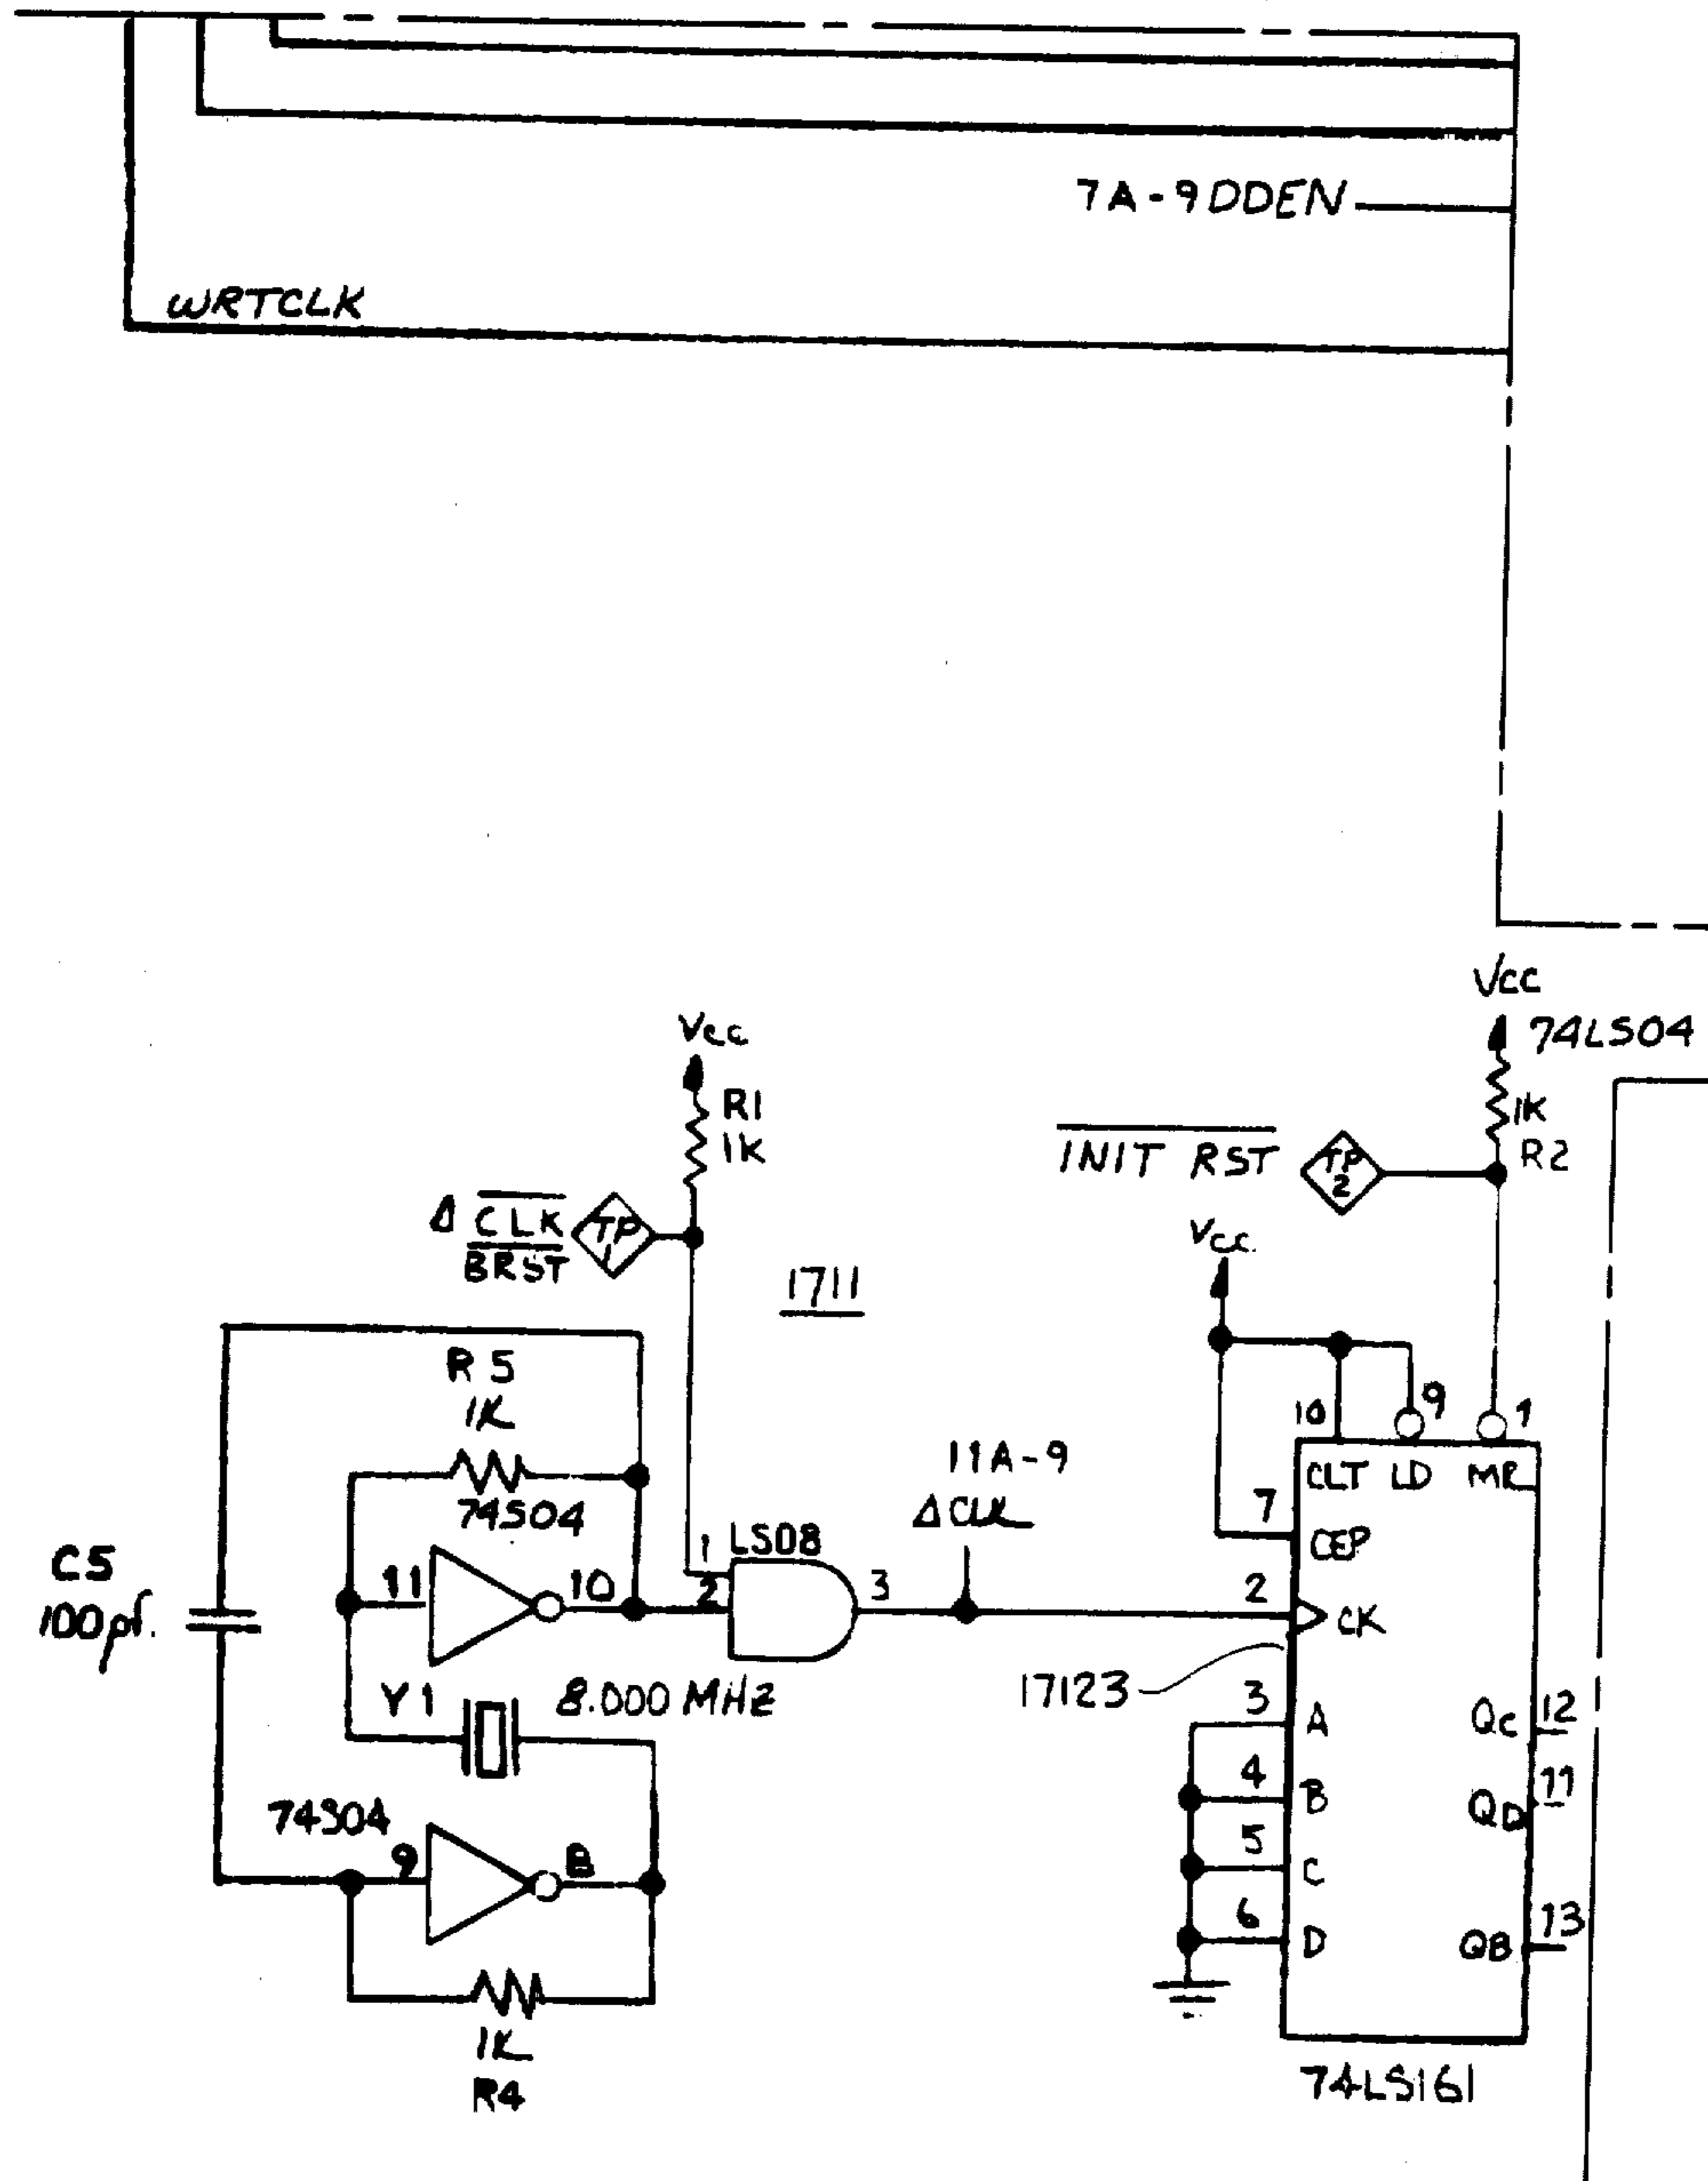 7A-9 DDEN
WRTCLK
Vcc
74LS04
1K
R2
Vcc
R1
1K
INIT RST
TP
2
Δ CLK
BRST
TP
1
Vcc.
1711
R5
1K
74S04
11
10
1
2
LS08
3
11A-9
ΔCLK
10
9
1
CLT
LD
MR
7
CEP
2
CK
17123
C5
100pf.
Y1
8.000 MHz
3
A
QC
12
4
B
QD
11
5
C
6
D
QB
13
74S04
9
8
1K
R4
74LS161